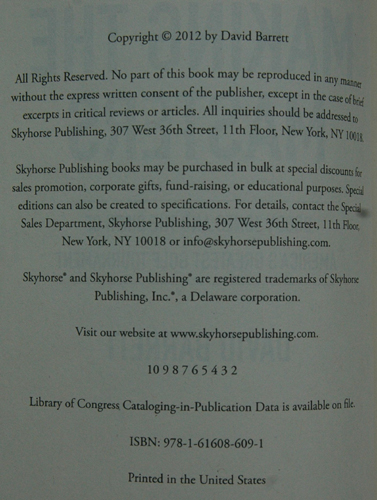 Copyright © 2012 by David Barrett
All Rights Reserved. No part of this book may be reproduced in any manner
without the express written consent of the publisher, except in the case of brief
excerpts in critical reviews or articles. All inquiries should be addressed to
Skyhorse Publishing, 307 West 36th Street, 11th Floor, New York, NY 10018.
Skyhorse Publishing books may be purchased in bulk at special discounts for
sales promotion, corporate gifts, fund-raising, or educational purposes. Special
editions can also be created to specifications. For details, contact the Special
Sales Department, Skyhorse Publishing, 307 West 36th Street, 11th Floor,
New York, NY 10018 or info@skyhorsepublishing.com.
Skyhorse® and Skyhorse Publishing® are registered trademarks of Skyhorse
Publishing, Inc.®, a Delaware corporation.
Visit our website at www.skyhorsepublishing.com.
10 9 8 7 6 5 4 3 2
Library of Congress Cataloging-in-Publication Data is available on file.
ISBN: 978-1-61608-609-1
Printed in the United States